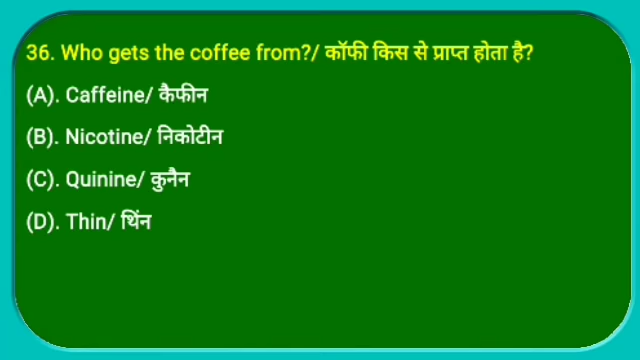 36. Who gets the coffee from?/ कॉफी किस से प्राप्त होता है?
(A). Caffeine/ कैफीन
(B). Nicotine/ निकोटीन
(C). Quinine/ कुनैन
(D). Thin/ थिंन